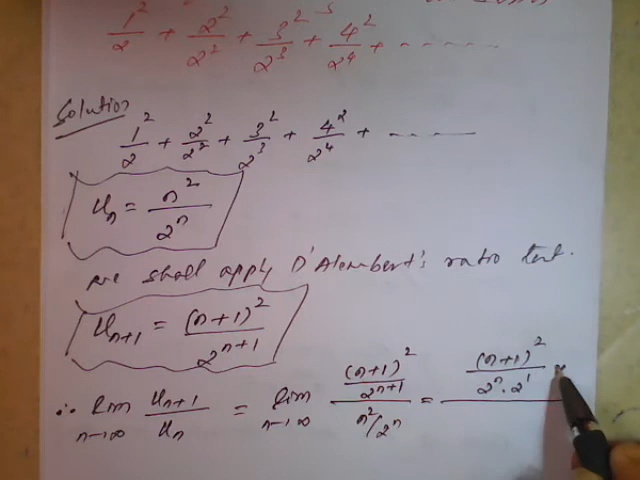 1²/2 + 2²/2² + 3²/2³ + 4²/2⁴ + -----
Solution
1²/2 + 2²/2² + 3²/2³ + 4²/2⁴ + -----
uₙ = n²/2ⁿ
we shall apply D'Alembert's ratio test.
uₙ₊₁ = (n+1)²/2ⁿ⁺¹
∴ lim n→∞ uₙ₊₁/uₙ = lim n→∞ ((n+1)²/2ⁿ⁺¹)/(n²/2ⁿ) = (n+1)²/(2ⁿ·2¹)